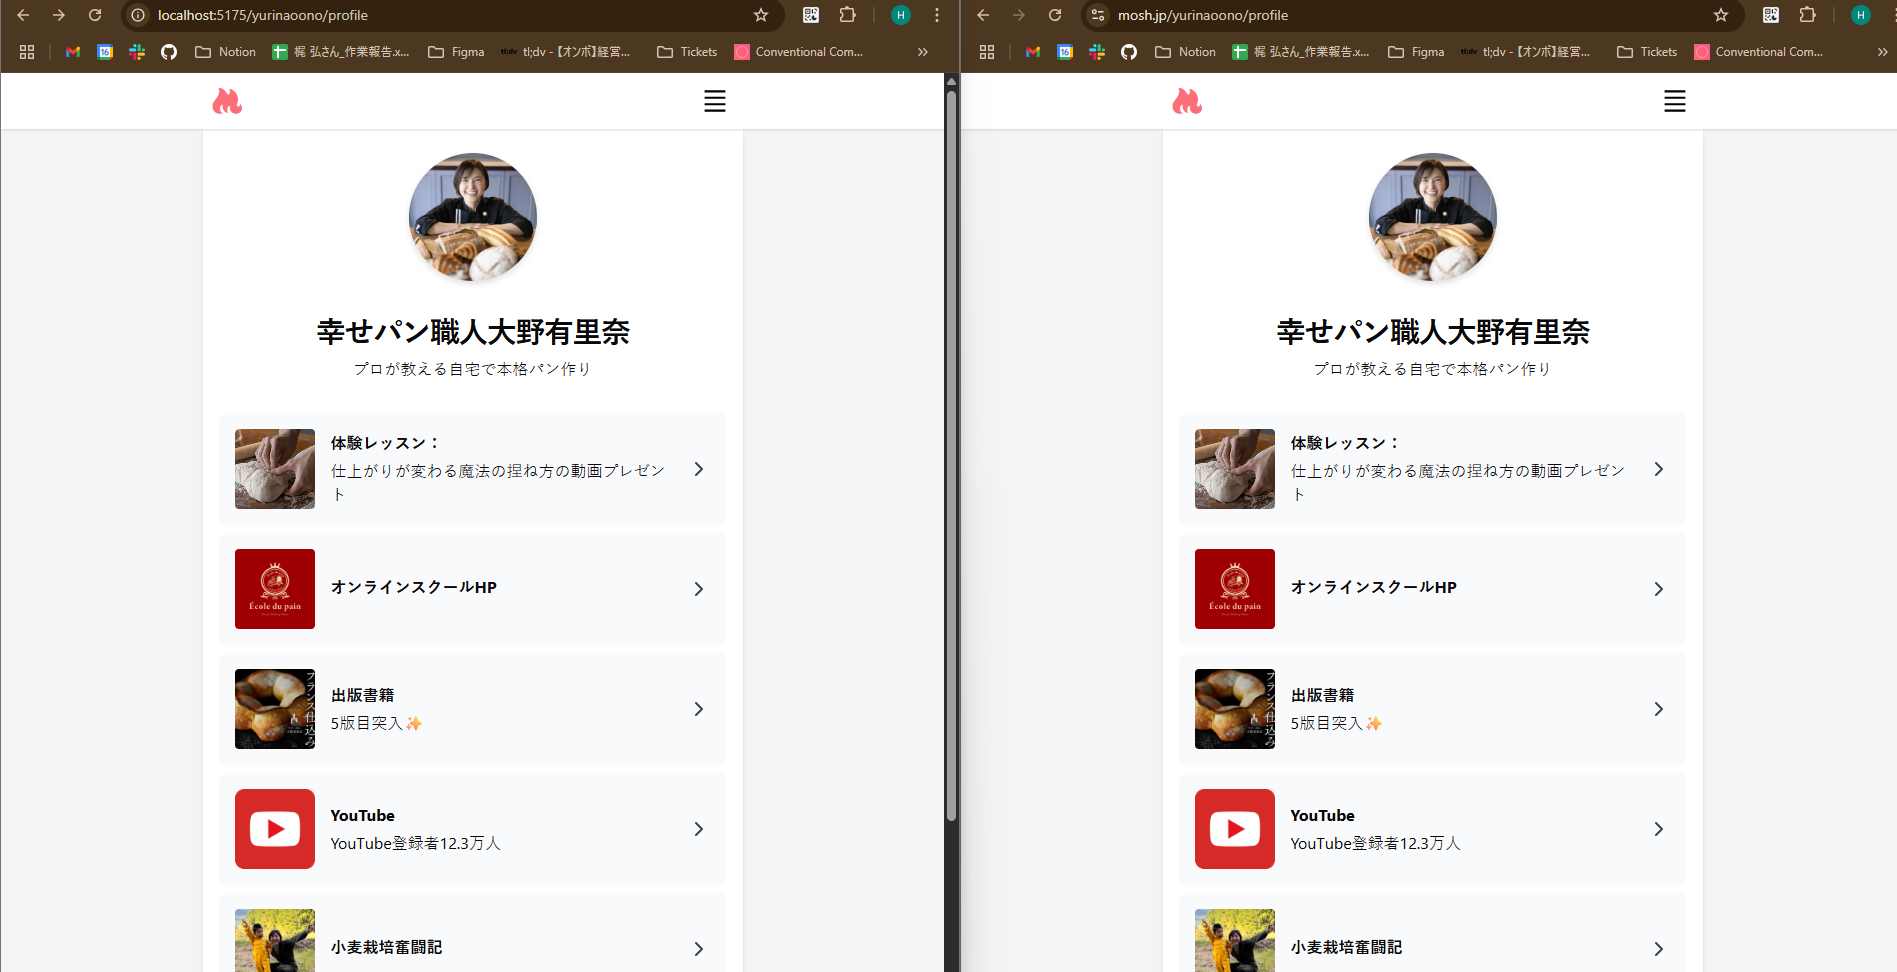 localhost:5175/yurinaoono/profile
H
16
Notion
梶 弘さん_作業報告.x...
Figma
tl;dv
tl;dv - 【オンボ】経営...
Tickets
Conventional Com...
»
幸せパン職人大野有里奈
プロが教える自宅で本格パン作り
体験レッスン：
仕上がりが変わる魔法の捏ね方の動画プレゼン
ト
École du pain
オンラインスクールHP
フランス仕込み
出版書籍
5版目突入✨
YouTube
YouTube登録者12.3万人
小麦栽培奮闘記
mosh.jp/yurinaoono/profile
H
16
Notion
梶 弘さん_作業報告.x...
Figma
tl;dv
tl;dv - 【オンボ】経営...
Tickets
Conventional Com...
»
幸せパン職人大野有里奈
プロが教える自宅で本格パン作り
体験レッスン：
仕上がりが変わる魔法の捏ね方の動画プレゼン
ト
École du pain
オンラインスクールHP
フランス仕込み
出版書籍
5版目突入✨
YouTube
YouTube登録者12.3万人
小麦栽培奮闘記